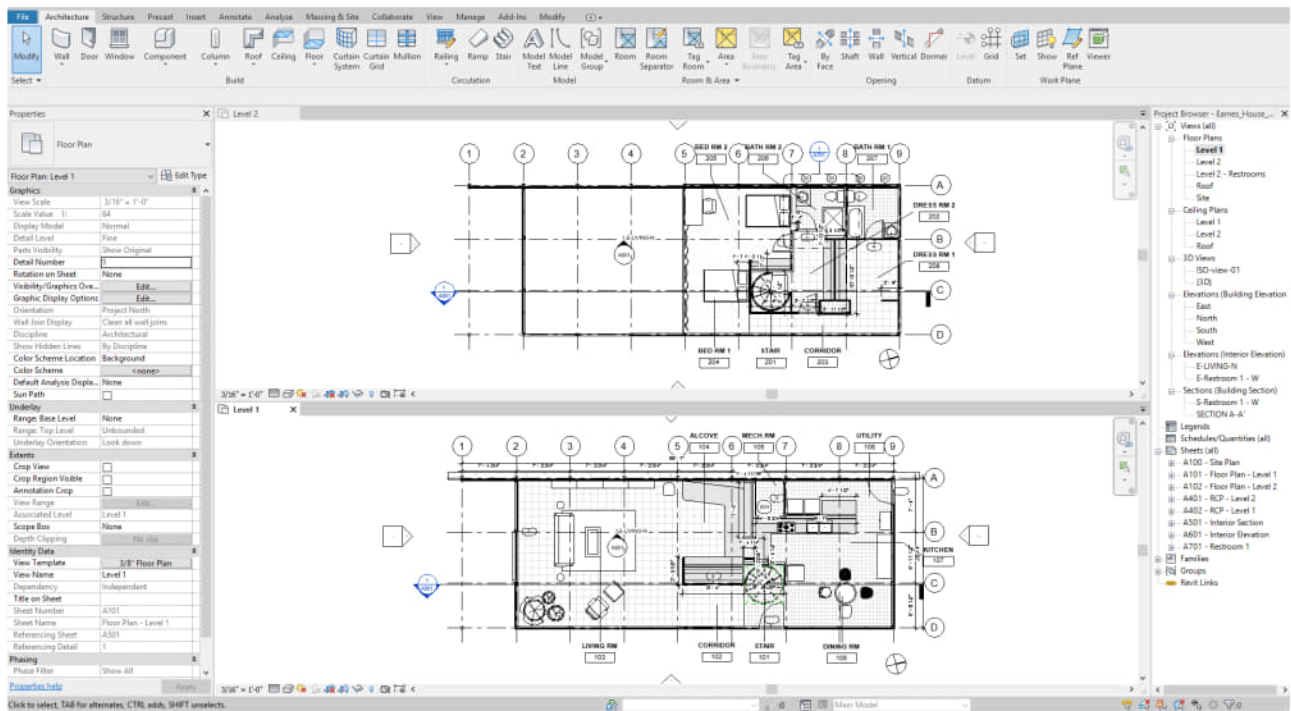 File Architecture Structure Precast Insert Annotate Analyze Massing & Site Collaborate View Manage Add-Ins Modify
Modify Wall Door Window Component Column Roof Ceiling Floor Curtain System Curtain Grid Mullion Railing Ramp Stair Model Text Model Line Model Group Room Room Separator Tag Room Area Area Boundary Tag Area By Face Shaft Wall Vertical Dormer Level Grid Set Show Ref Plane Viewer
Select Build Circulation Model Room & Area Opening Datum Work Plane
Properties
Floor Plan
Floor Plan: Level 1 Edit Type
Graphics
View Scale 3/16" = 1'-0"
Scale Value 1: 64
Display Model Normal
Detail Level Fine
Parts Visibility Show Original
Detail Number 1
Rotation on Sheet None
Visibility/Graphics Ove... Edit...
Graphic Display Options Edit...
Orientation Project North
Wall Join Display Clean all wall joins
Discipline Architectural
Show Hidden Lines By Discipline
Color Scheme Location Background
Color Scheme <none>
Default Analysis Displa... None
Sun Path
Underlay
Range: Base Level None
Range: Top Level Unbounded
Underlay Orientation Look down
Extents
Crop View
Crop Region Visible
Annotation Crop
View Range Edit...
Associated Level Level 1
Scope Box None
Depth Clipping No clip
Identity Data
View Template 3/8" Floor Plan
View Name Level 1
Dependency Independent
Title on Sheet
Sheet Number A101
Sheet Name Floor Plan - Level 1
Referencing Sheet A501
Referencing Detail 1
Phasing
Phase Filter Show All
Properties help Apply
Level 2
1 2 3 4 5 6 7 8 9
BED RM 2 205
BATH RM 2 206
BATH RM 1 207
A
DRESS RM 2
202
B
DRESS RM 1
208
C
D
BED RM 1 STAIR CORRIDOR
204 201 203
3/16" = 1'-0"
Level 1
ALCOVE MECH.RM UTILITY
1 2 3 4 5 104 6 105 7 8 106 9
A
B
KITCHEN
107
C
D
LIVING RM CORRIDOR STAIR DINING RM
103 102 101 108
3/16" = 1'-0"
Project Browser - Eames_House_...
Views (all)
Floor Plans
Level 1
Level 2
Level 2 - Restrooms
Roof
Site
Ceiling Plans
Level 1
Level 2
Roof
3D Views
ISO-view-01
{3D}
Elevations (Building Elevation
East
North
South
West
Elevations (Interior Elevation)
E-LIVING-N
E-Restroom 1 - W
Sections (Building Section)
S-Restroom 1 - W
SECTION A-A'
Legends
Schedules/Quantities (all)
Sheets (all)
A100 - Site Plan
A101 - Floor Plan - Level 1
A102 - Floor Plan - Level 2
A401 - RCP - Level 2
A402 - RCP - Level 1
A501 - Interior Section
A601 - Interior Elevation
A701 - Restroom 1
Families
Groups
Revit Links
Click to select, TAB for alternates, CTRL adds, SHIFT unselects.
:0 Main Model